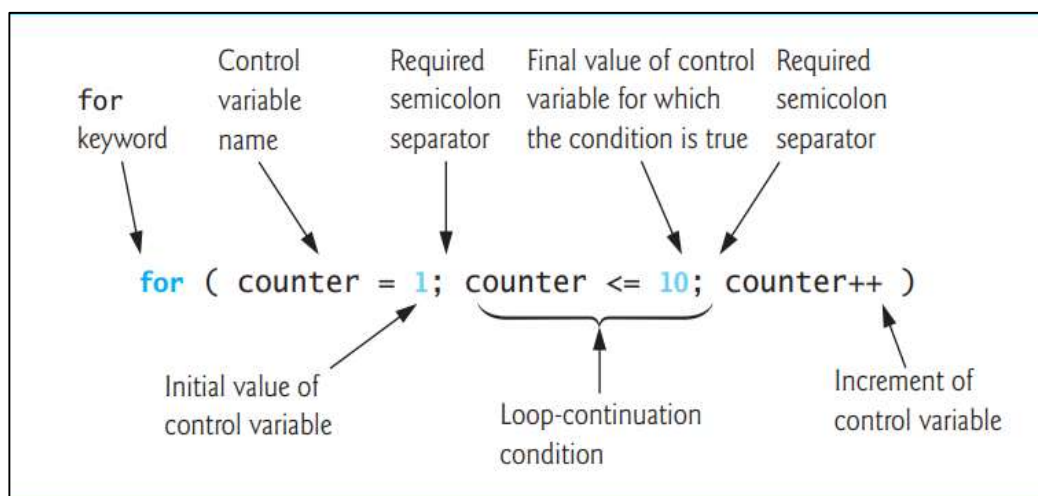 for
keyword
Control
variable
name
Required
semicolon
separator
Final value of control
variable for which
the condition is true
Required
semicolon
separator
for ( counter = 1; counter <= 10; counter++ )
Initial value of
control variable
Loop-continuation
condition
Increment of
control variable